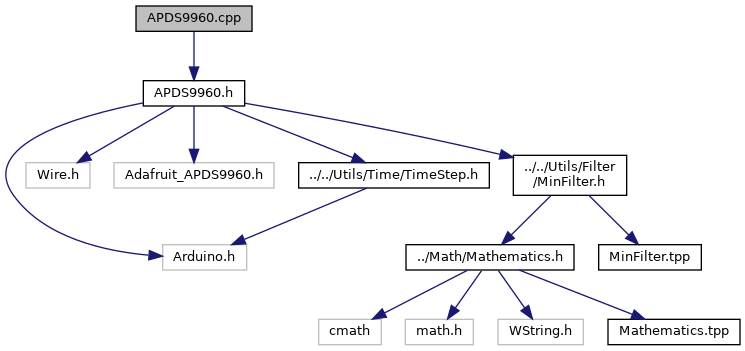 APDS9960.cpp
APDS9960.h
Wire.h
Adafruit_APDS9960.h
../../Utils/Time/TimeStep.h
../../Utils/Filter
/MinFilter.h
Arduino.h
../Math/Mathematics.h
MinFilter.tpp
cmath
math.h
WString.h
Mathematics.tpp